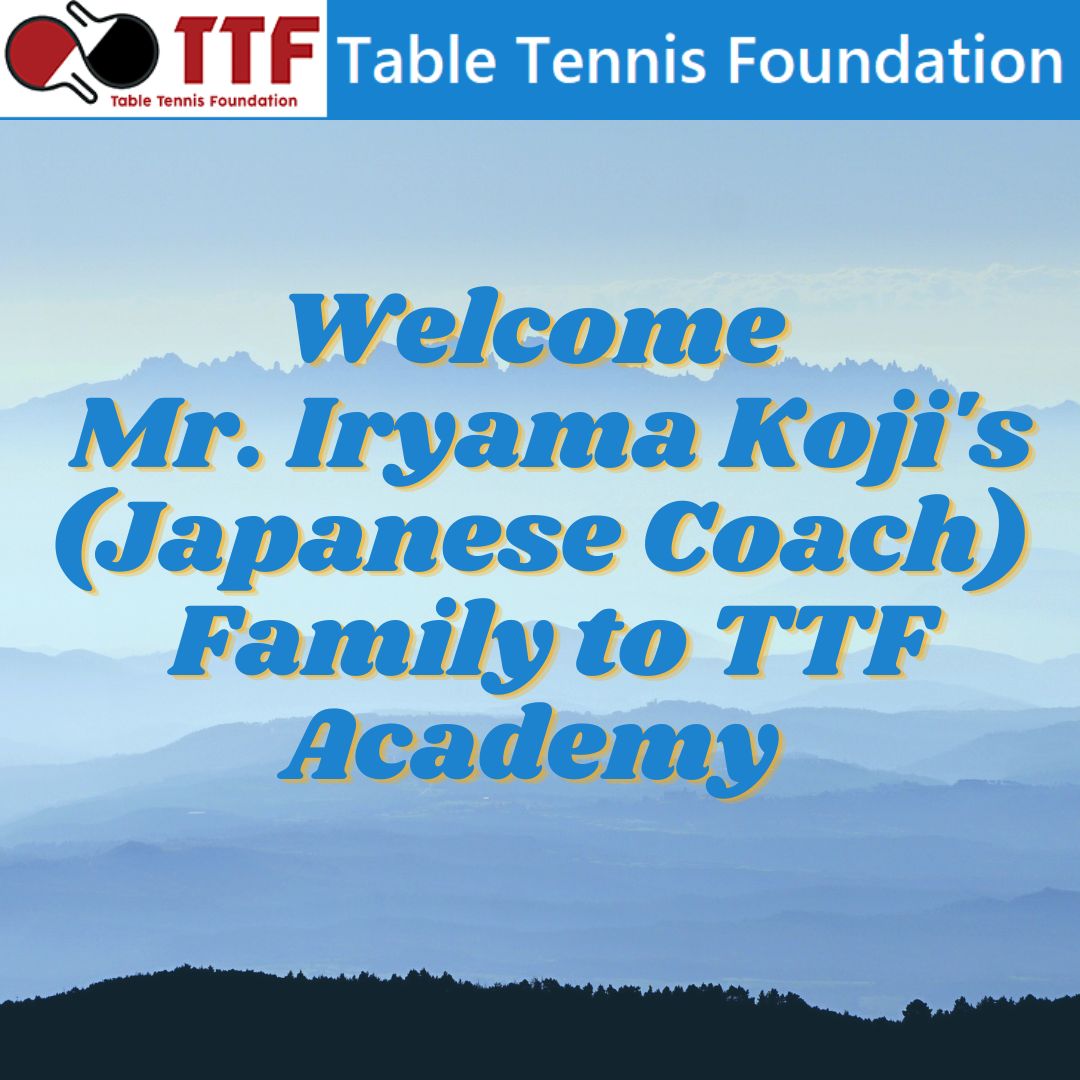 TTF
Table Tennis Foundation
Table Tennis Foundation
Welcome
Mr. Iryama Koji's
(Japanese Coach)
Family to TTF
Academy